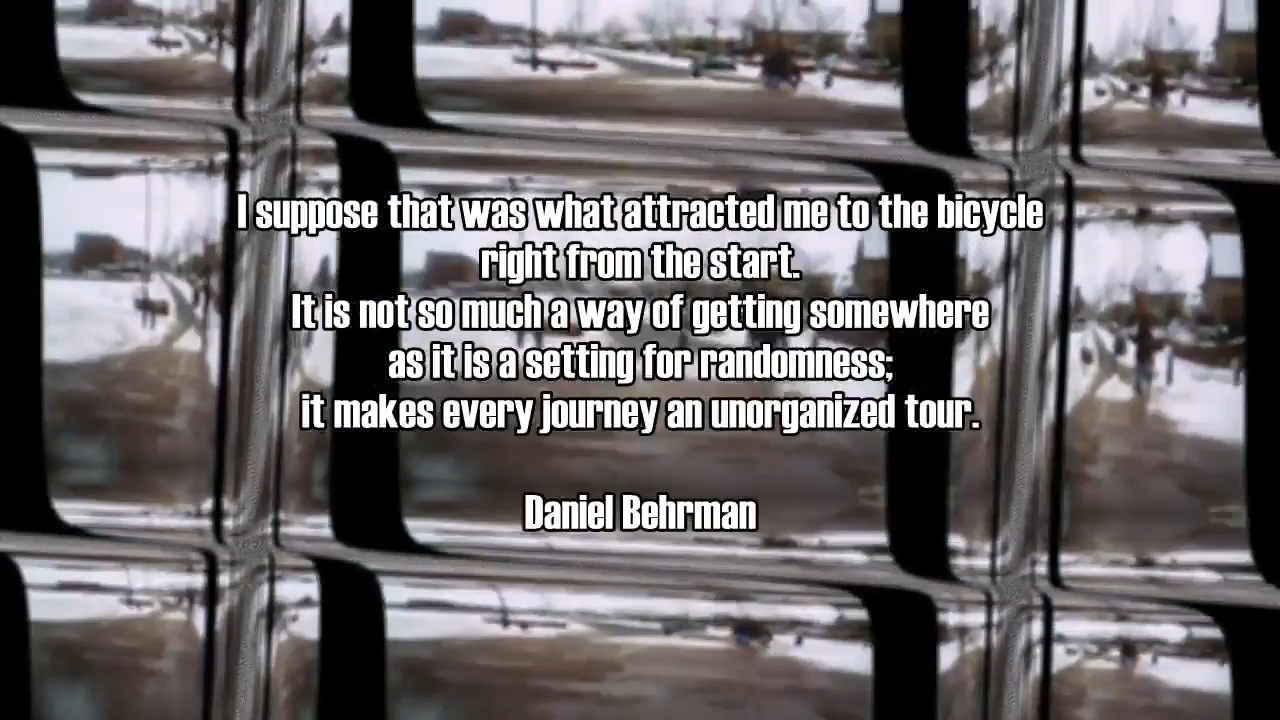 I suppose that was what attracted me to the bicycle
right from the start.
It is not so much a way of getting somewhere
as it is a setting for randomness;
it makes every journey an unorganized tour.
Daniel Behrman